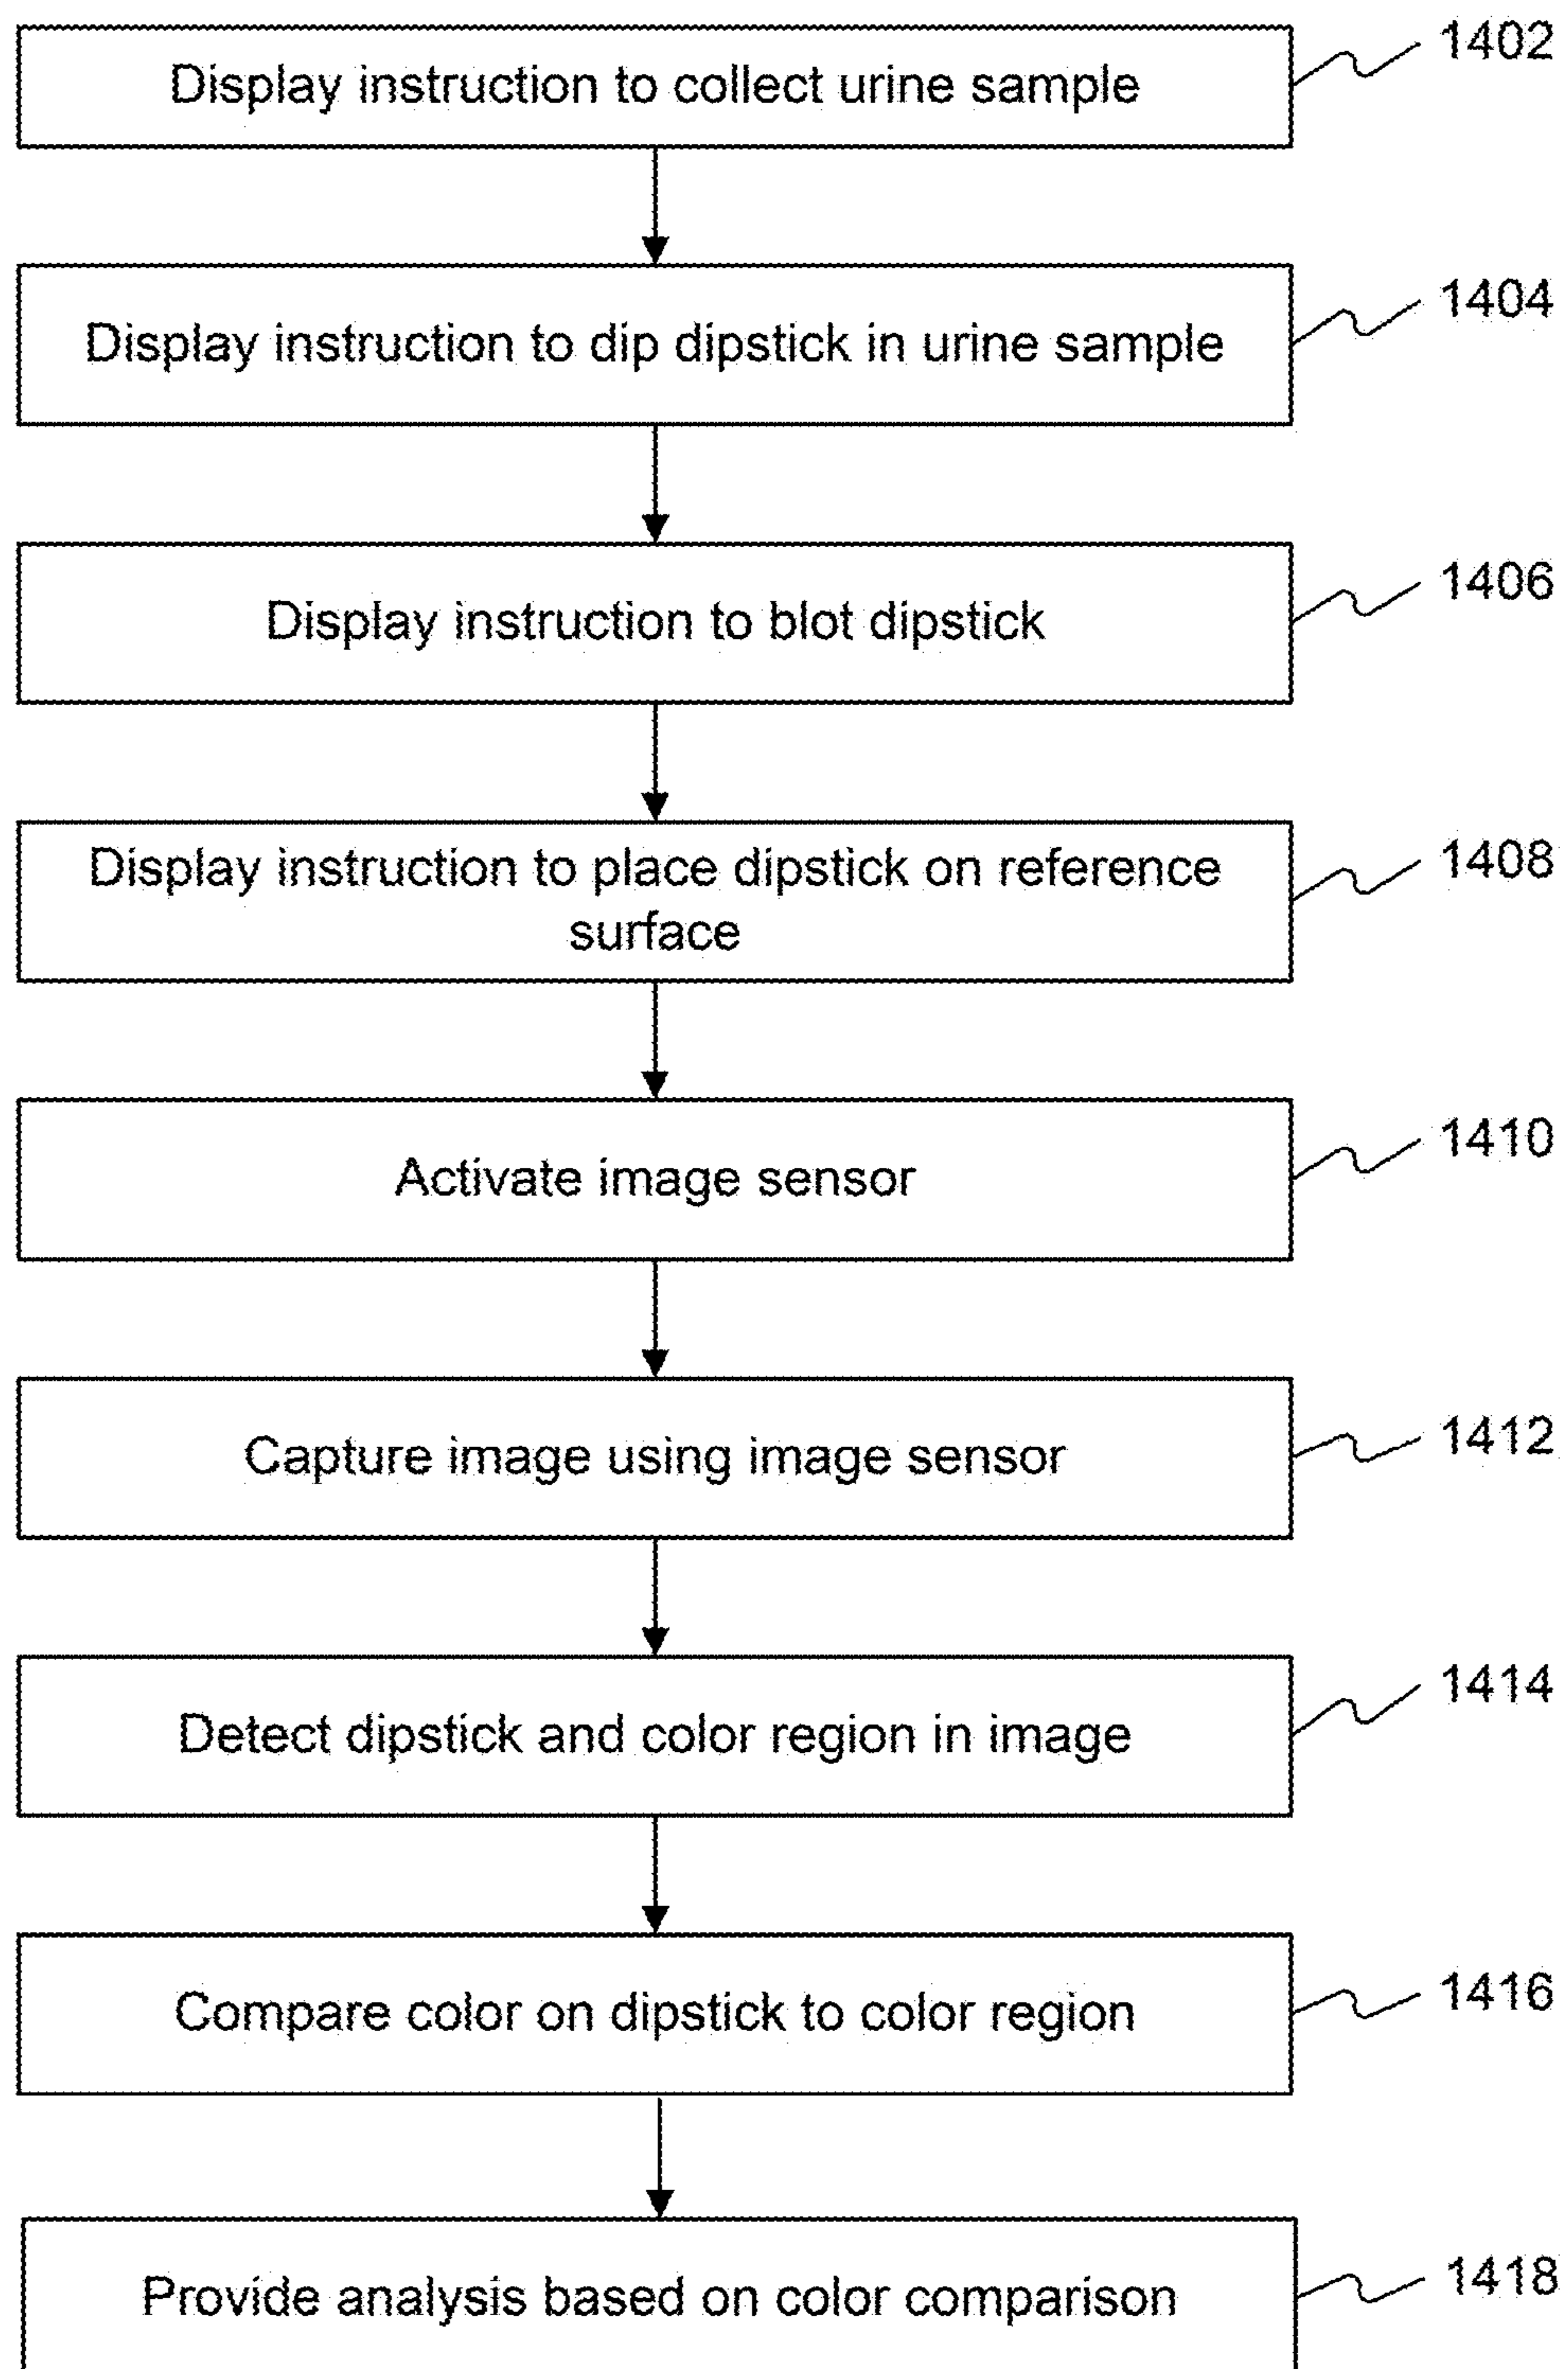 Display instruction to collect urine sample
1402
Display instruction to dip dipstick in urine sample
1404
Display instruction to blot dipstick
1406
Display instruction to place dipstick on reference
surface
1408
Activate image sensor
1410
Capture image using image sensor
1412
Detect dipstick and color region in image
1414
Compare color on dipstick to color region
1416
Provide analysis based on color comparison
1418